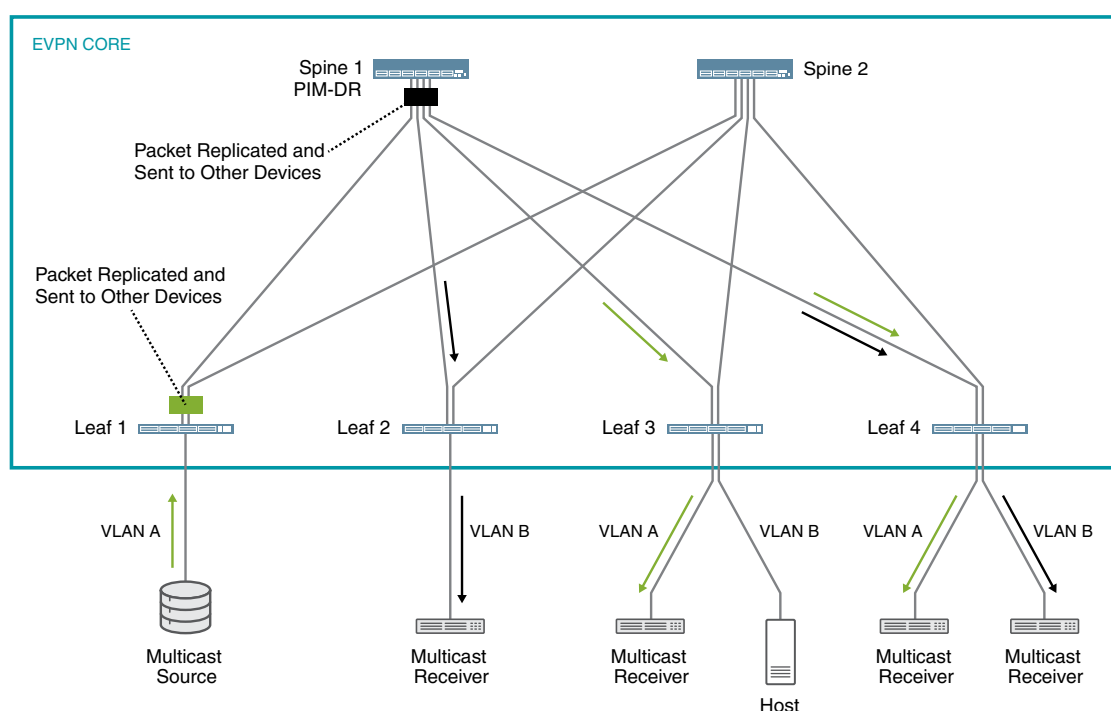 EVPN CORE
Spine 1
PIM-DR
Spine 2
Packet Replicated and
Sent to Other Devices
Packet Replicated and
Sent to Other Devices
Leaf 1
Leaf 2
Leaf 3
Leaf 4
VLAN A
VLAN B
VLAN A
VLAN B
VLAN A
VLAN B
Multicast
Source
Multicast
Receiver
Multicast
Receiver
Host
Multicast
Receiver
Multicast
Receiver